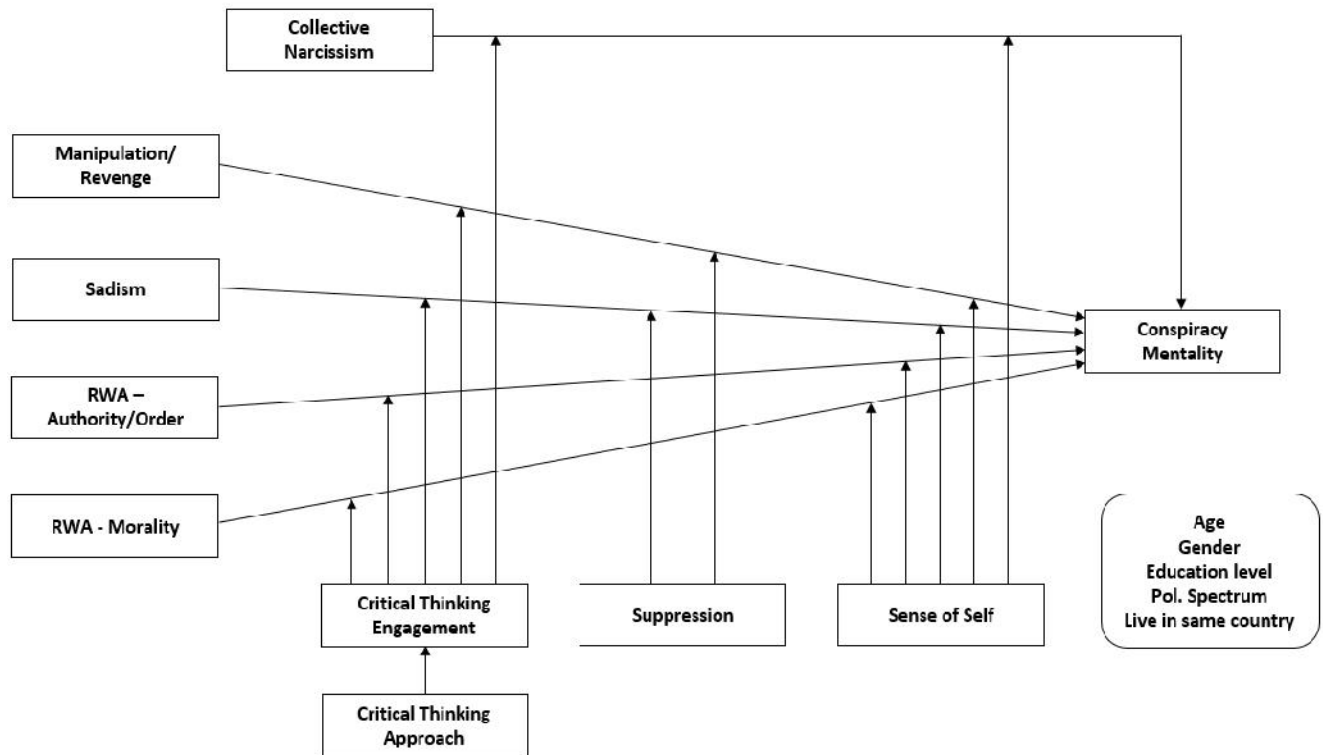 Collective
Narcissism
Manipulation/
Revenge
Sadism
Conspiracy
Mentality
RWA –
Authority/Order
RWA - Morality
Age
Gender
Education level
Pol. Spectrum
Live in same country
Critical Thinking
Engagement
Suppression
Sense of Self
Critical Thinking
Approach